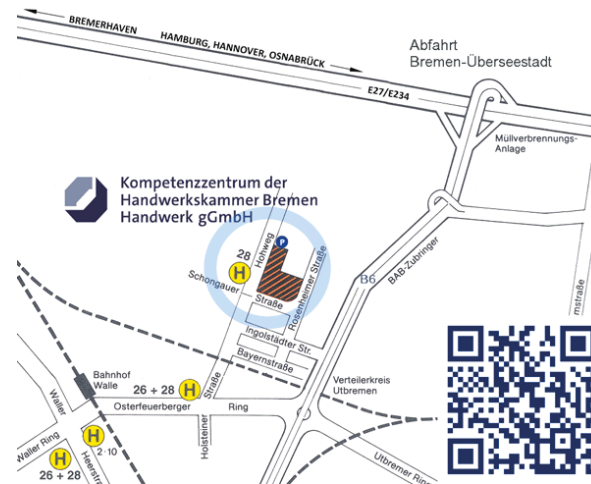 BREMERHAVEN
HAMBURG, HANNOVER, OSNABRÜCK
Abfahrt
Bremen-Überseestadt
E27/E234
Müllverbrennungs-
Anlage
Kompetenzzentrum der
Handwerkskammer Bremen
Handwerk gGmbH
P
28
H
Hohweg
Schongauer
Straße
Rosenheimer Straße
B6
BAB-Zubringer
Ingolstädter Str.
Bayernstraße
Bahnhof
Walle
26 + 28
H
Straße
Verteilerkreis
Utbremen
Waller
Osterfeuerberger
Ring
Holsteiner
H
2·10
Waller Ring
H
26 + 28
Heerstra
Utbremer Ring
mstraße